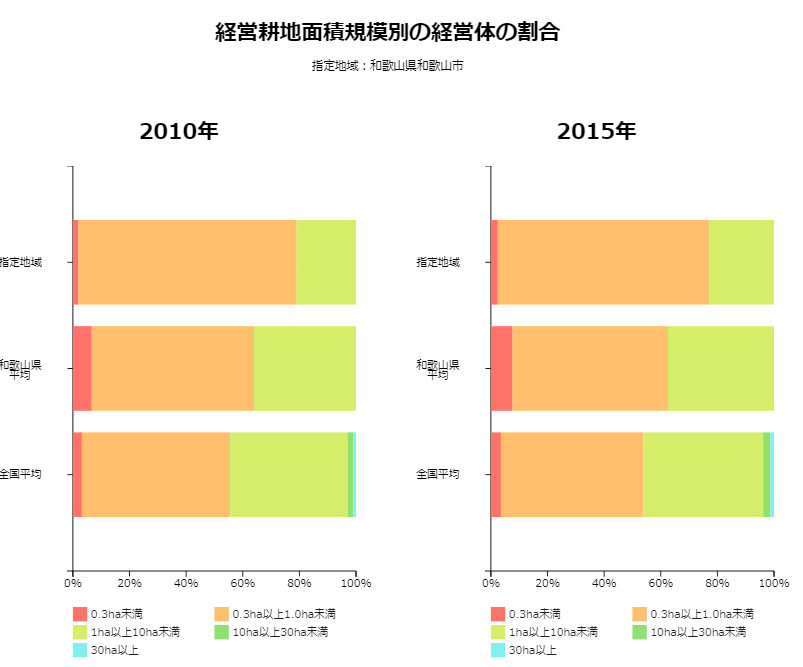 経営耕地面積規模別の経営体の割合
指定地域：和歌山県和歌山市
2010年
指定地域
和歌山県
平均
全国平均
0% 20% 40% 60% 80% 100%
0.3ha未満 0.3ha以上1.0ha未満
1ha以上10ha未満 10ha以上30ha未満
30ha以上
2015年
指定地域
和歌山県
平均
全国平均
0% 20% 40% 60% 80% 100%
0.3ha未満 0.3ha以上1.0ha未満
1ha以上10ha未満 10ha以上30ha未満
30ha以上